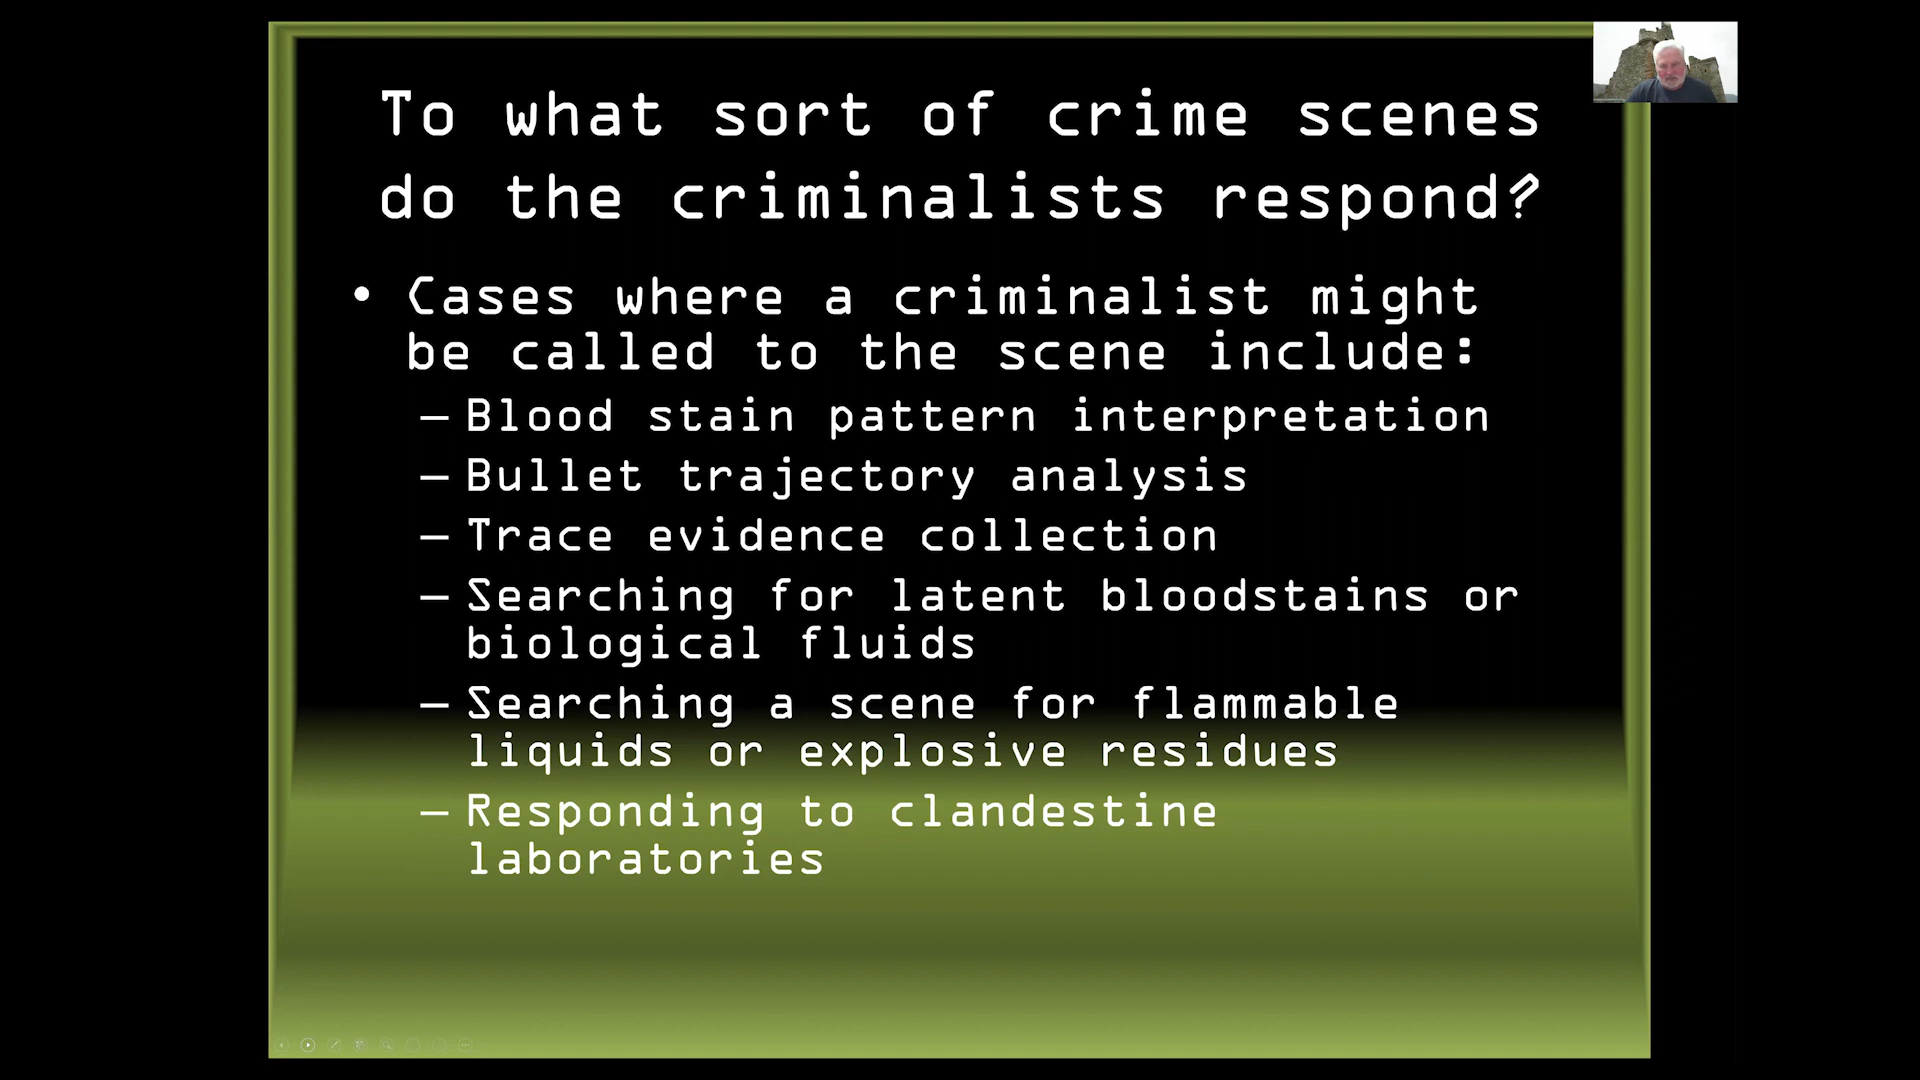 To what sort of crime scenes
do the criminalists respond?
• Cases where a criminalist might
be called to the scene include:
– Blood stain pattern interpretation
– Bullet trajectory analysis
– Trace evidence collection
– Searching for latent bloodstains or
biological fluids
– Searching a scene for flammable
liquids or explosive residues
– Responding to clandestine
laboratories